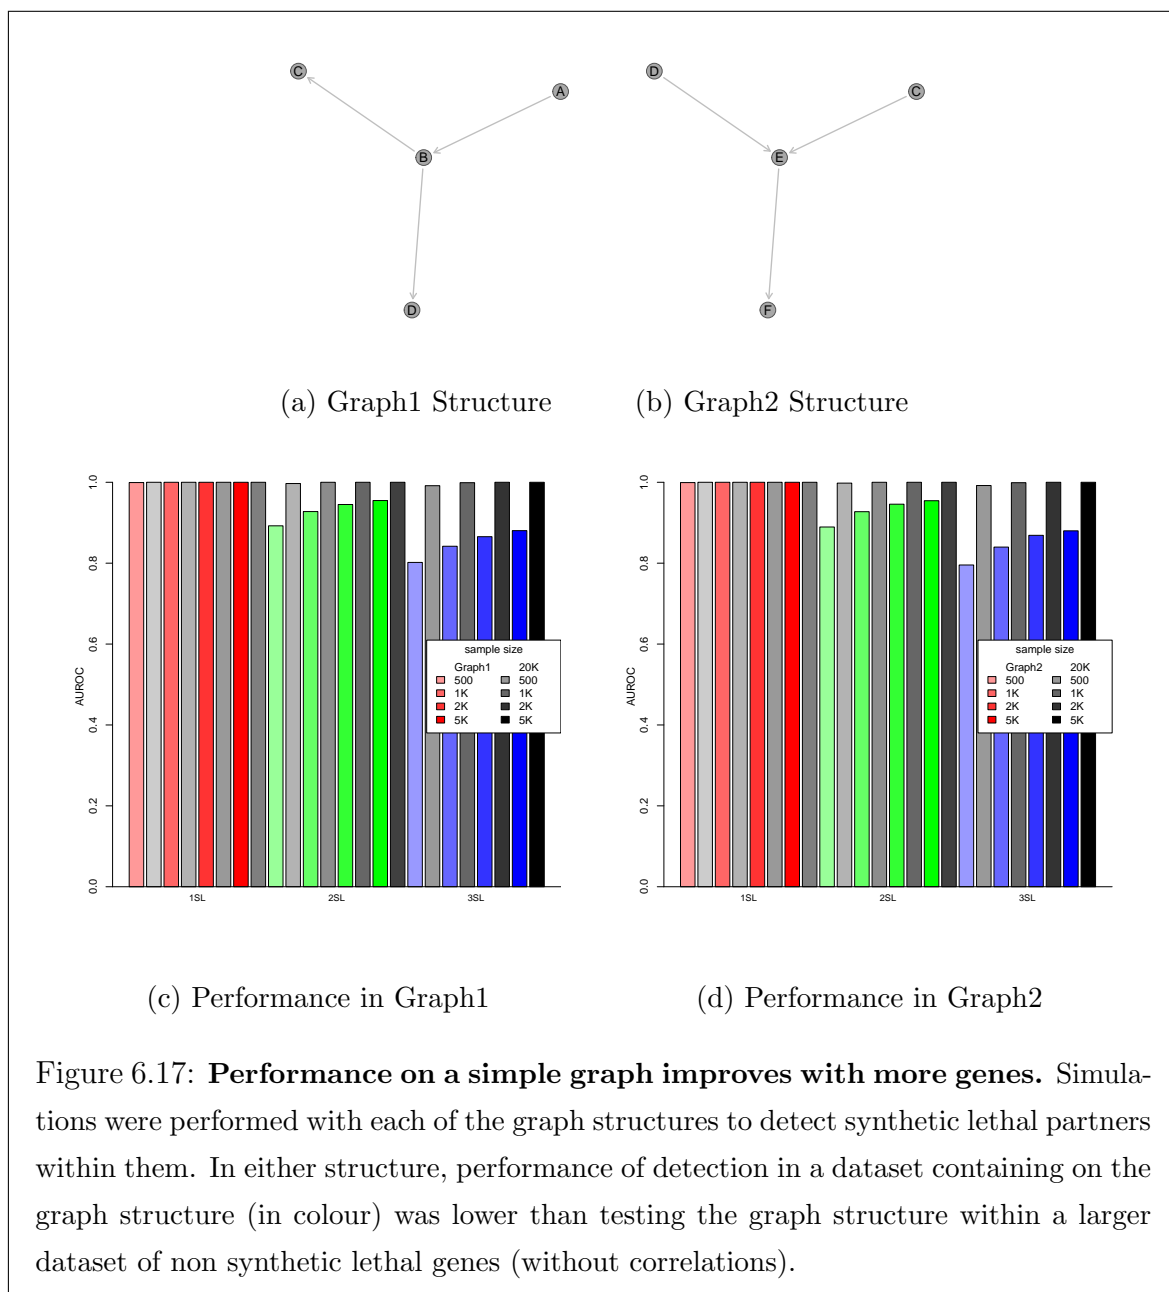 C
A
B
D
D
C
E
F
(a) Graph1 Structure
(b) Graph2 Structure
AUROC
0.0
0.2
0.4
0.6
0.8
1.0
1SL
2SL
3SL
sample size
Graph1 20K
500 500
1K 1K
2K 2K
5K 5K
AUROC
0.0
0.2
0.4
0.6
0.8
1.0
1SL
2SL
3SL
sample size
Graph2 20K
500 500
1K 1K
2K 2K
5K 5K
(c) Performance in Graph1
(d) Performance in Graph2
Figure 6.17: Performance on a simple graph improves with more genes. Simula-
tions were performed with each of the graph structures to detect synthetic lethal partners
within them. In either structure, performance of detection in a dataset containing on the
graph structure (in colour) was lower than testing the graph structure within a larger
dataset of non synthetic lethal genes (without correlations).